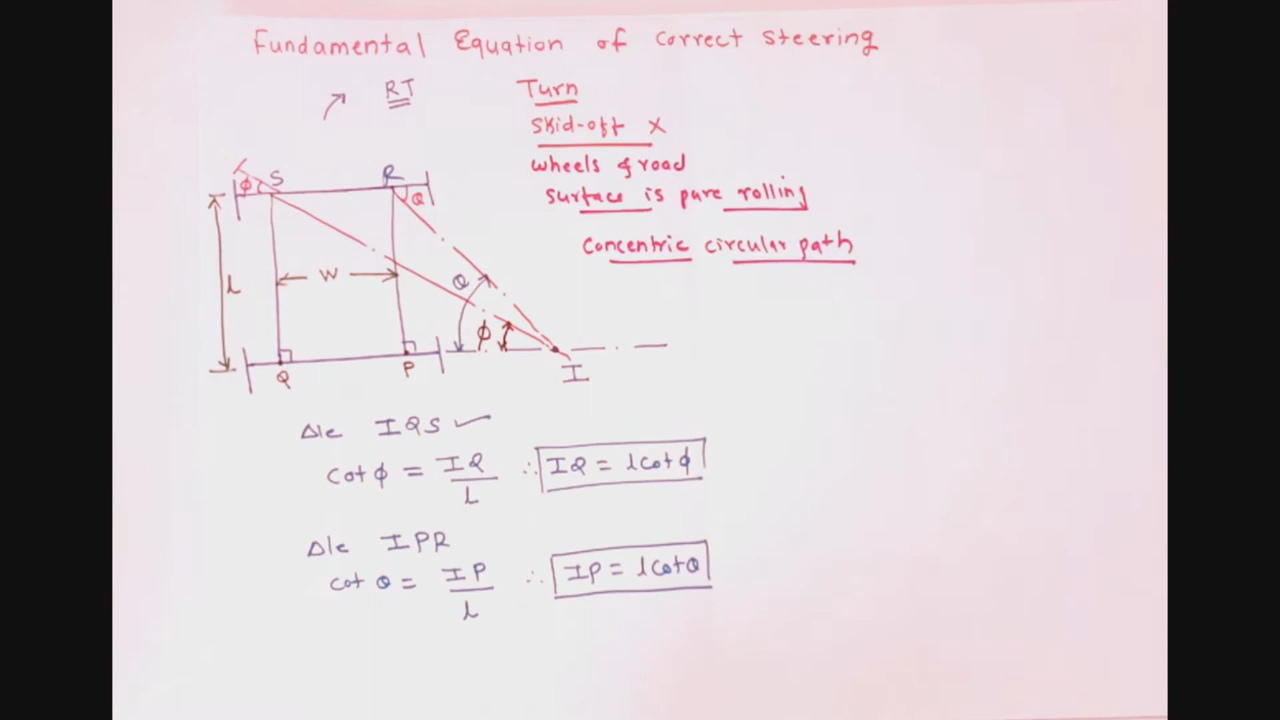 Fundamental Equation of correct steering
RT
Turn
Skid-off X
wheels & road
surface is pure rolling
Concentric circular path
ϕ S R θ
l W θ ϕ
Q P I
Δle IQS ✓
cot ϕ = IQ/l ∴ IQ = l cot ϕ
Δle IPR
cot θ = IP/l ∴ IP = l cot θ